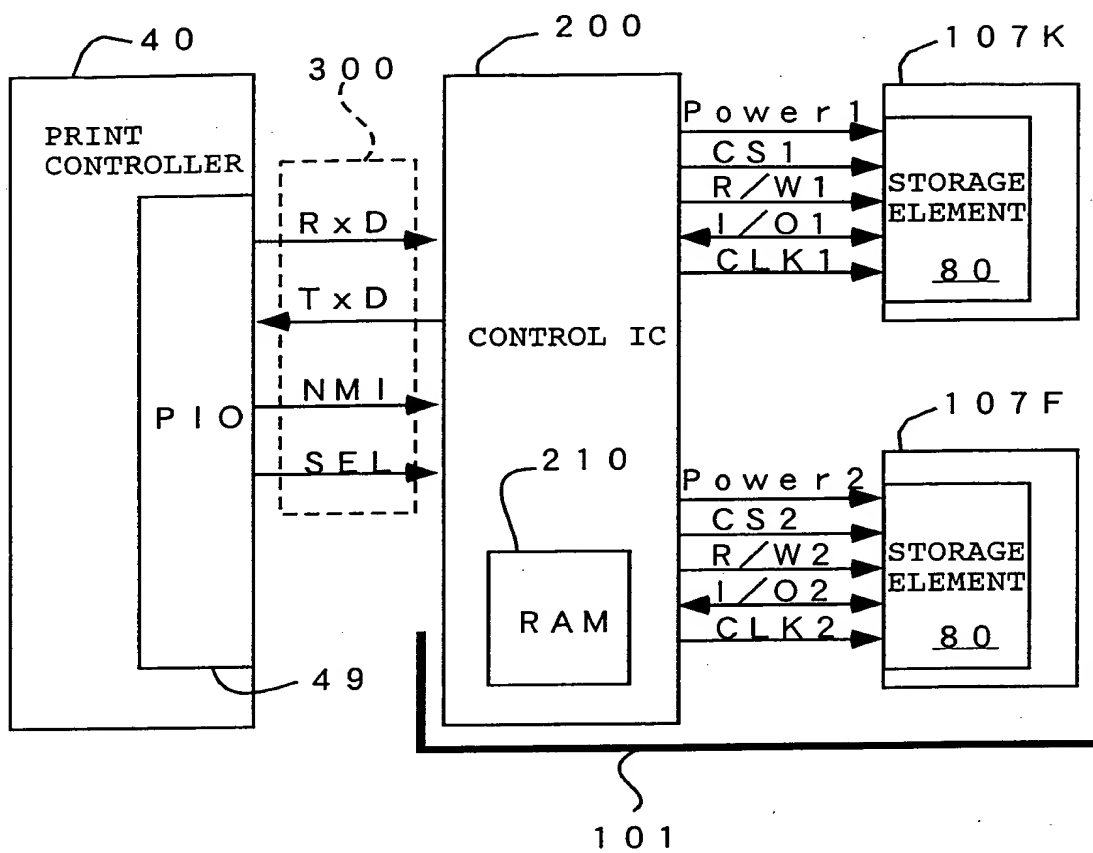 40
200
107K
300
PRINT
CONTROLLER
RxD
TxD
NMI
SEL
PIO
49
CONTROL IC
210
RAM
Power1
CS1
R/W1
I/O1
CLK1
STORAGE
ELEMENT
80
107F
Power2
CS2
R/W2
I/O2
CLK2
STORAGE
ELEMENT
80
101